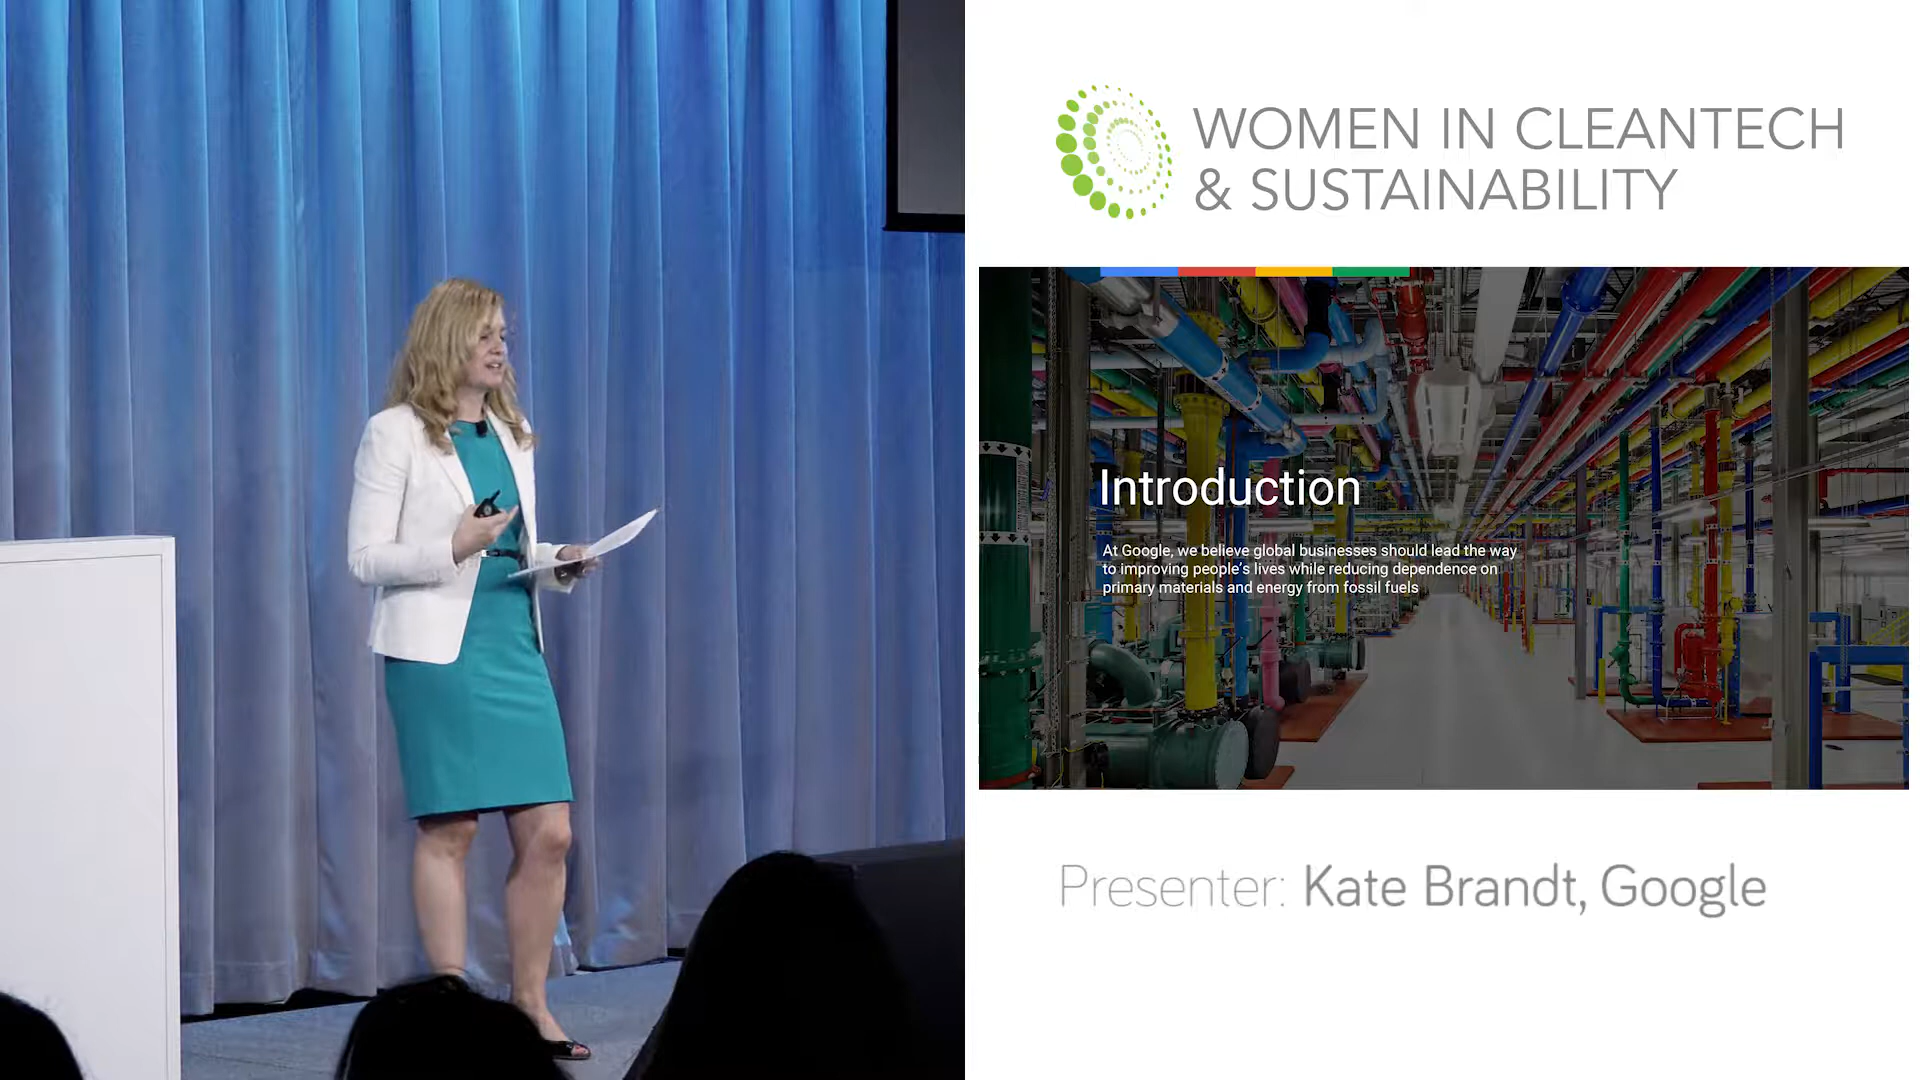 WOMEN IN CLEANTECH
& SUSTAINABILITY
Introduction
At Google, we believe global businesses should lead the way
to improving people's lives while reducing dependence on
primary materials and energy from fossil fuels
Presenter: Kate Brandt, Google